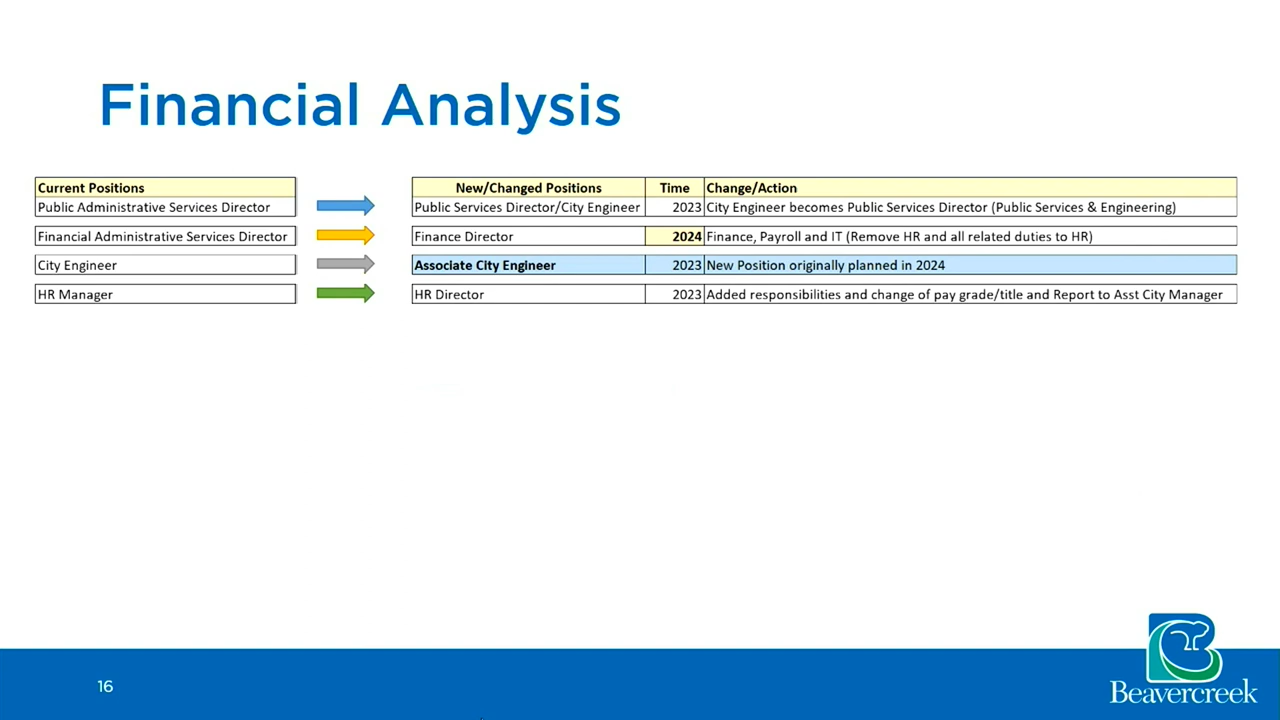 Financial Analysis
Current Positions New/Changed Positions Time Change/Action
Public Administrative Services Director Public Services Director/City Engineer 2023 City Engineer becomes Public Services Director (Public Services & Engineering)
Financial Administrative Services Director Finance Director 2024 Finance, Payroll and IT (Remove HR and all related duties to HR)
City Engineer Associate City Engineer 2023 New Position originally planned in 2024
HR Manager HR Director 2023 Added responsibilities and change of pay grade/title and Report to Asst City Manager
16
Beavercreek